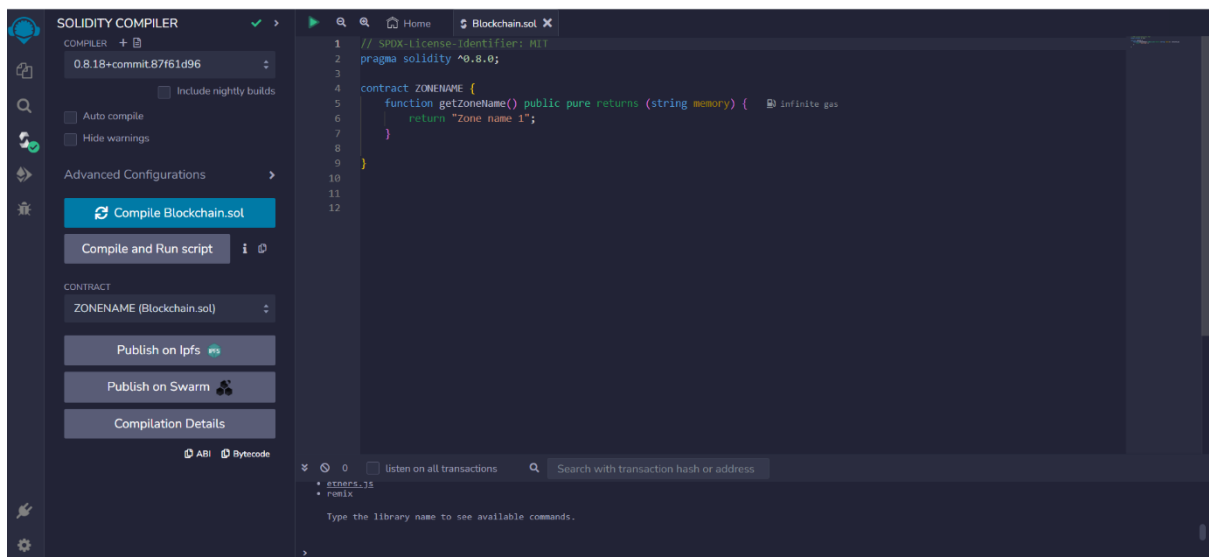 SOLIDITY COMPILER
COMPILER
0.8.18+commit.87f61d96
Include nightly builds
Auto compile
Hide warnings
Advanced Configurations
Compile Blockchain.sol
Compile and Run script
i
CONTRACT
ZONENAME (Blockchain.sol)
Publish on Ipfs
IPFS
Publish on Swarm
Compilation Details
ABI Bytecode
Home Blockchain.sol
1 // SPDX-License-Identifier: MIT
2 pragma solidity ^0.8.0;
3
4 contract ZONENAME {
5 function getZoneName() public pure returns (string memory) { infinite gas
6 return "Zone name 1";
7 }
8
9 }
10
11
12
0 listen on all transactions Search with transaction hash or address
• ethers.js
• remix
Type the library name to see available commands.
>